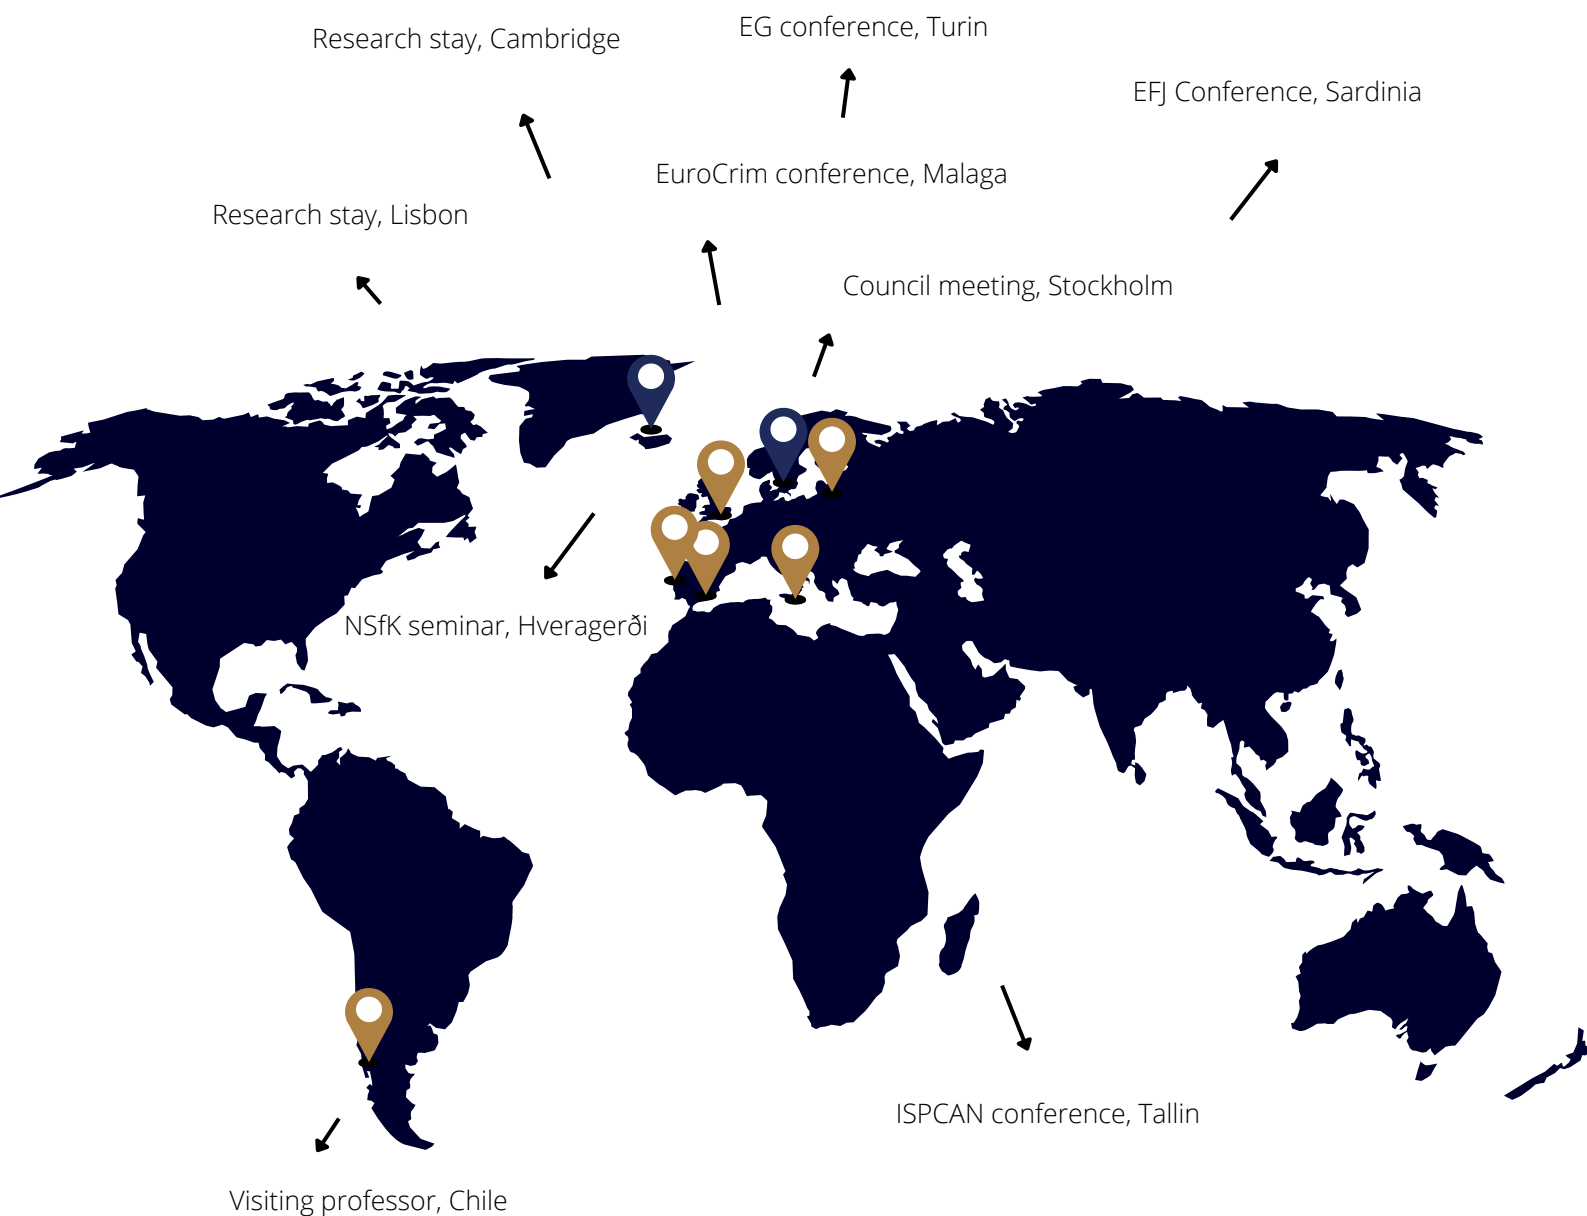 EG conference, Turin
Research stay, Cambridge
EFJ Conference, Sardinia
EuroCrim conference, Malaga
Research stay, Lisbon
Council meeting, Stockholm
NSfK seminar, Hveragerði
ISPCAN conference, Tallin
Visiting professor, Chile